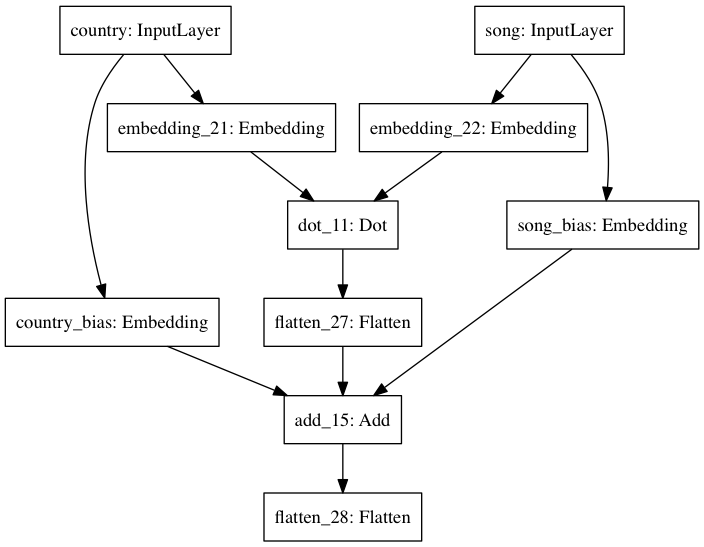 country: InputLayer
song: InputLayer
embedding_21: Embedding
embedding_22: Embedding
dot_11: Dot
song_bias: Embedding
country_bias: Embedding
flatten_27: Flatten
add_15: Add
flatten_28: Flatten